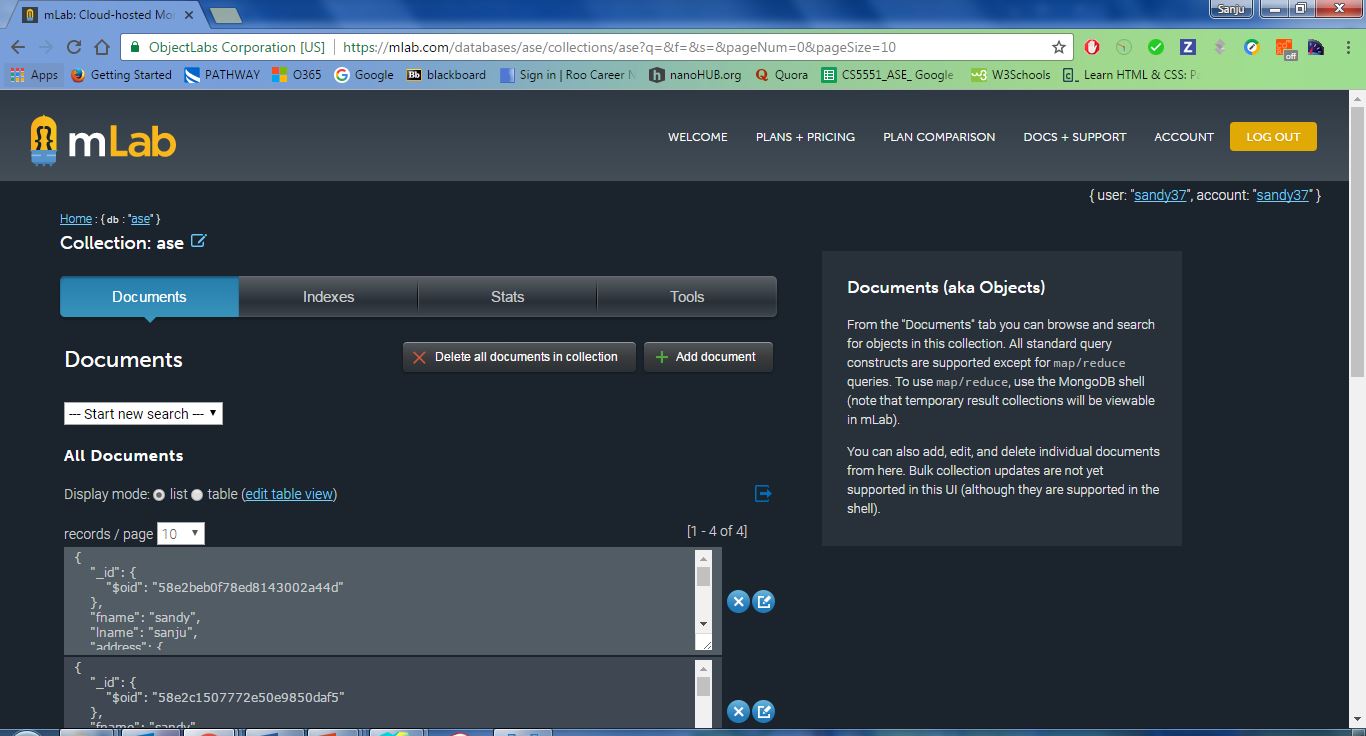 mLab: Cloud-hosted Mo
Sanju
ObjectLabs Corporation [US] | https://mlab.com/databases/ase/collections/ase?q=&f=&s=&pageNum=0&pageSize=10
off
Apps Getting Started PATHWAY O365 Google Bb blackboard Sign in | Roo Career N nanoHUB.org Quora CS5551_ASE_ Google W3Schools Learn HTML & CSS: Pa
mLab
WELCOME PLANS + PRICING PLAN COMPARISON DOCS + SUPPORT ACCOUNT LOG OUT
{ user: "sandy37", account: "sandy37" }
Home : { db : "ase" }
Collection: ase
Documents Indexes Stats Tools
Documents
Delete all documents in collection
Add document
--- Start new search ---
All Documents
Display mode: list table (edit table view)
records / page 10
[1 - 4 of 4]
{
"_id": {
"$oid": "58e2beb0f78ed8143002a44d"
},
"fname": "sandy",
"lname": "sanju",
"address": {
{
"_id": {
"$oid": "58e2c1507772e50e9850daf5"
},
"fname": "sandy"
Documents (aka Objects)
From the "Documents" tab you can browse and search
for objects in this collection. All standard query
constructs are supported except for map/reduce
queries. To use map/reduce, use the MongoDB shell
(note that temporary result collections will be viewable
in mLab).
You can also add, edit, and delete individual documents
from here. Bulk collection updates are not yet
supported in this UI (although they are supported in the
shell).